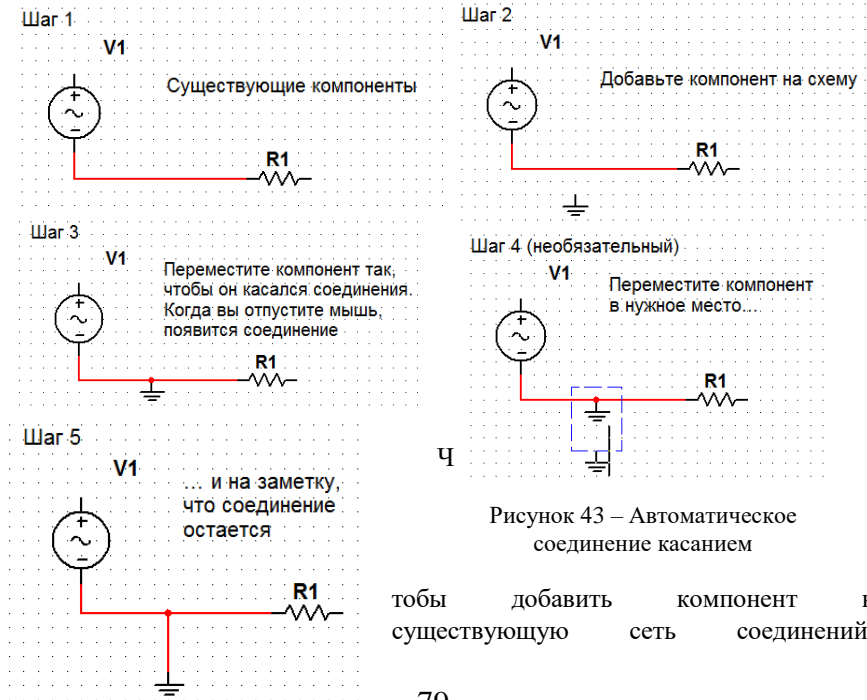 Шаг 1
V1
Существующие компоненты
R1
Шаг 2
V1
Добавьте компонент на схему
R1
Шаг 3
V1
Переместите компонент так,
чтобы он касался соединения.
Когда вы отпустите мышь,
появится соединение
R1
Шаг 4 (необязательный)
V1
Переместите компонент
в нужное место...
R1
Шаг 5
V1
… и на заметку,
что соединение
остается
R1
Ч
Рисунок 43 – Автоматическое
соединение касанием
тобы добавить компонент
существующую сеть соединений